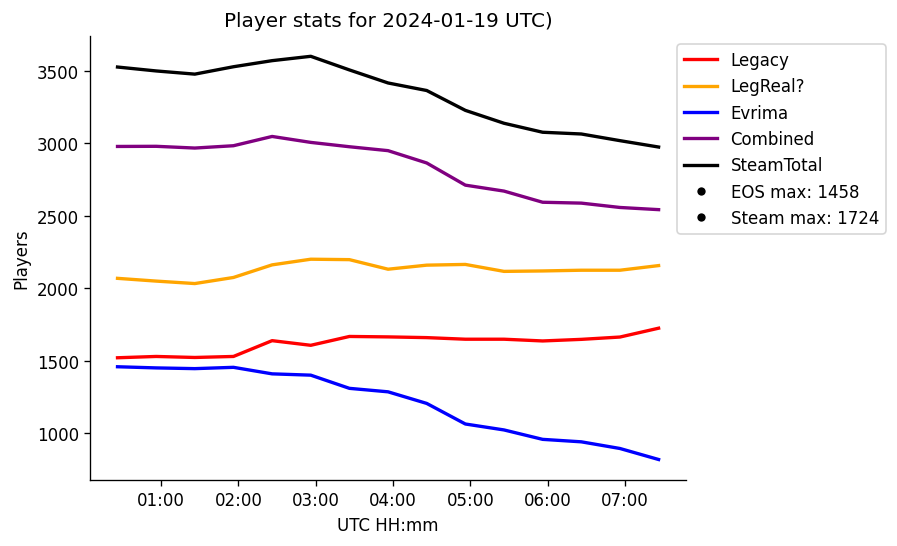 Player stats for 2024-01-19 UTC)
Players
3500
3000
2500
2000
1500
1000
01:00 02:00 03:00 04:00 05:00 06:00 07:00
UTC HH:mm
Legacy
LegReal?
Evrima
Combined
SteamTotal
EOS max: 1458
Steam max: 1724